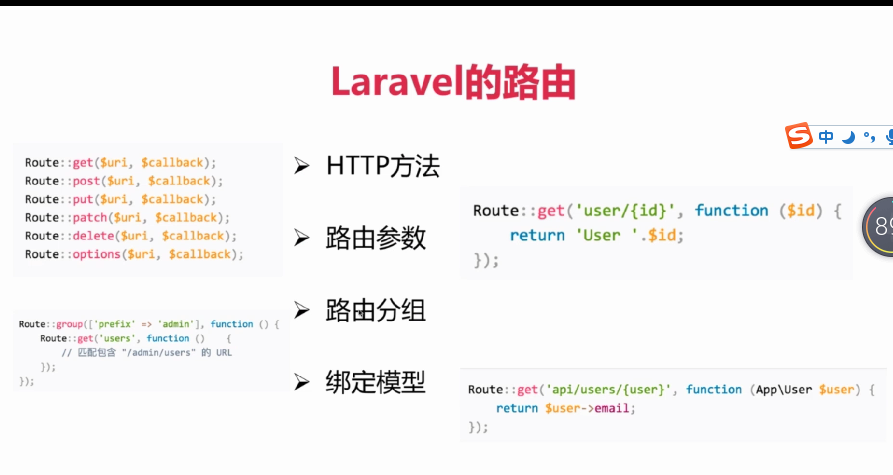 Laravel的路由
Route::get($uri, $callback);
Route::post($uri, $callback);
Route::put($uri, $callback);
Route::patch($uri, $callback);
Route::delete($uri, $callback);
Route::options($uri, $callback);
Route::group(['prefix' => 'admin'], function () {
Route::get('users', function ()    {
// 匹配包含 "/admin/users" 的 URL
});
});
➢ HTTP方法
➢ 路由参数
➢ 路由分组
➢ 绑定模型
中
89
Route::get('user/{id}', function ($id) {
return 'User '.$id;
});
Route::get('api/users/{user}', function (App\User $user) {
return $user->email;
});